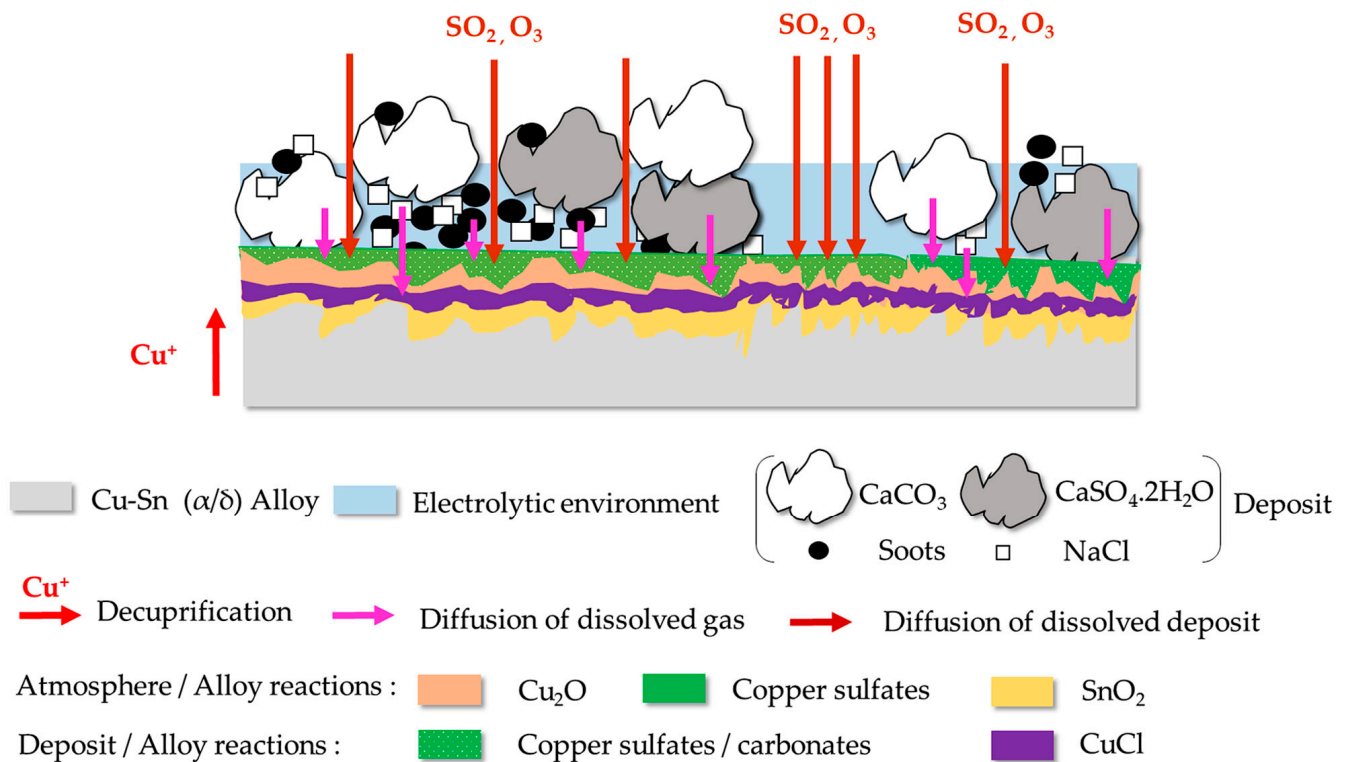 SO₂, O₃ SO₂, O₃ SO₂, O₃
Cu⁺
Cu-Sn (α/δ) Alloy Electrolytic environment CaCO₃ CaSO₄.2H₂O Deposit
Soots NaCl
Cu⁺
Decuprification Diffusion of dissolved gas Diffusion of dissolved deposit
Atmosphere / Alloy reactions : Cu₂O Copper sulfates SnO₂
Deposit / Alloy reactions : Copper sulfates / carbonates CuCl